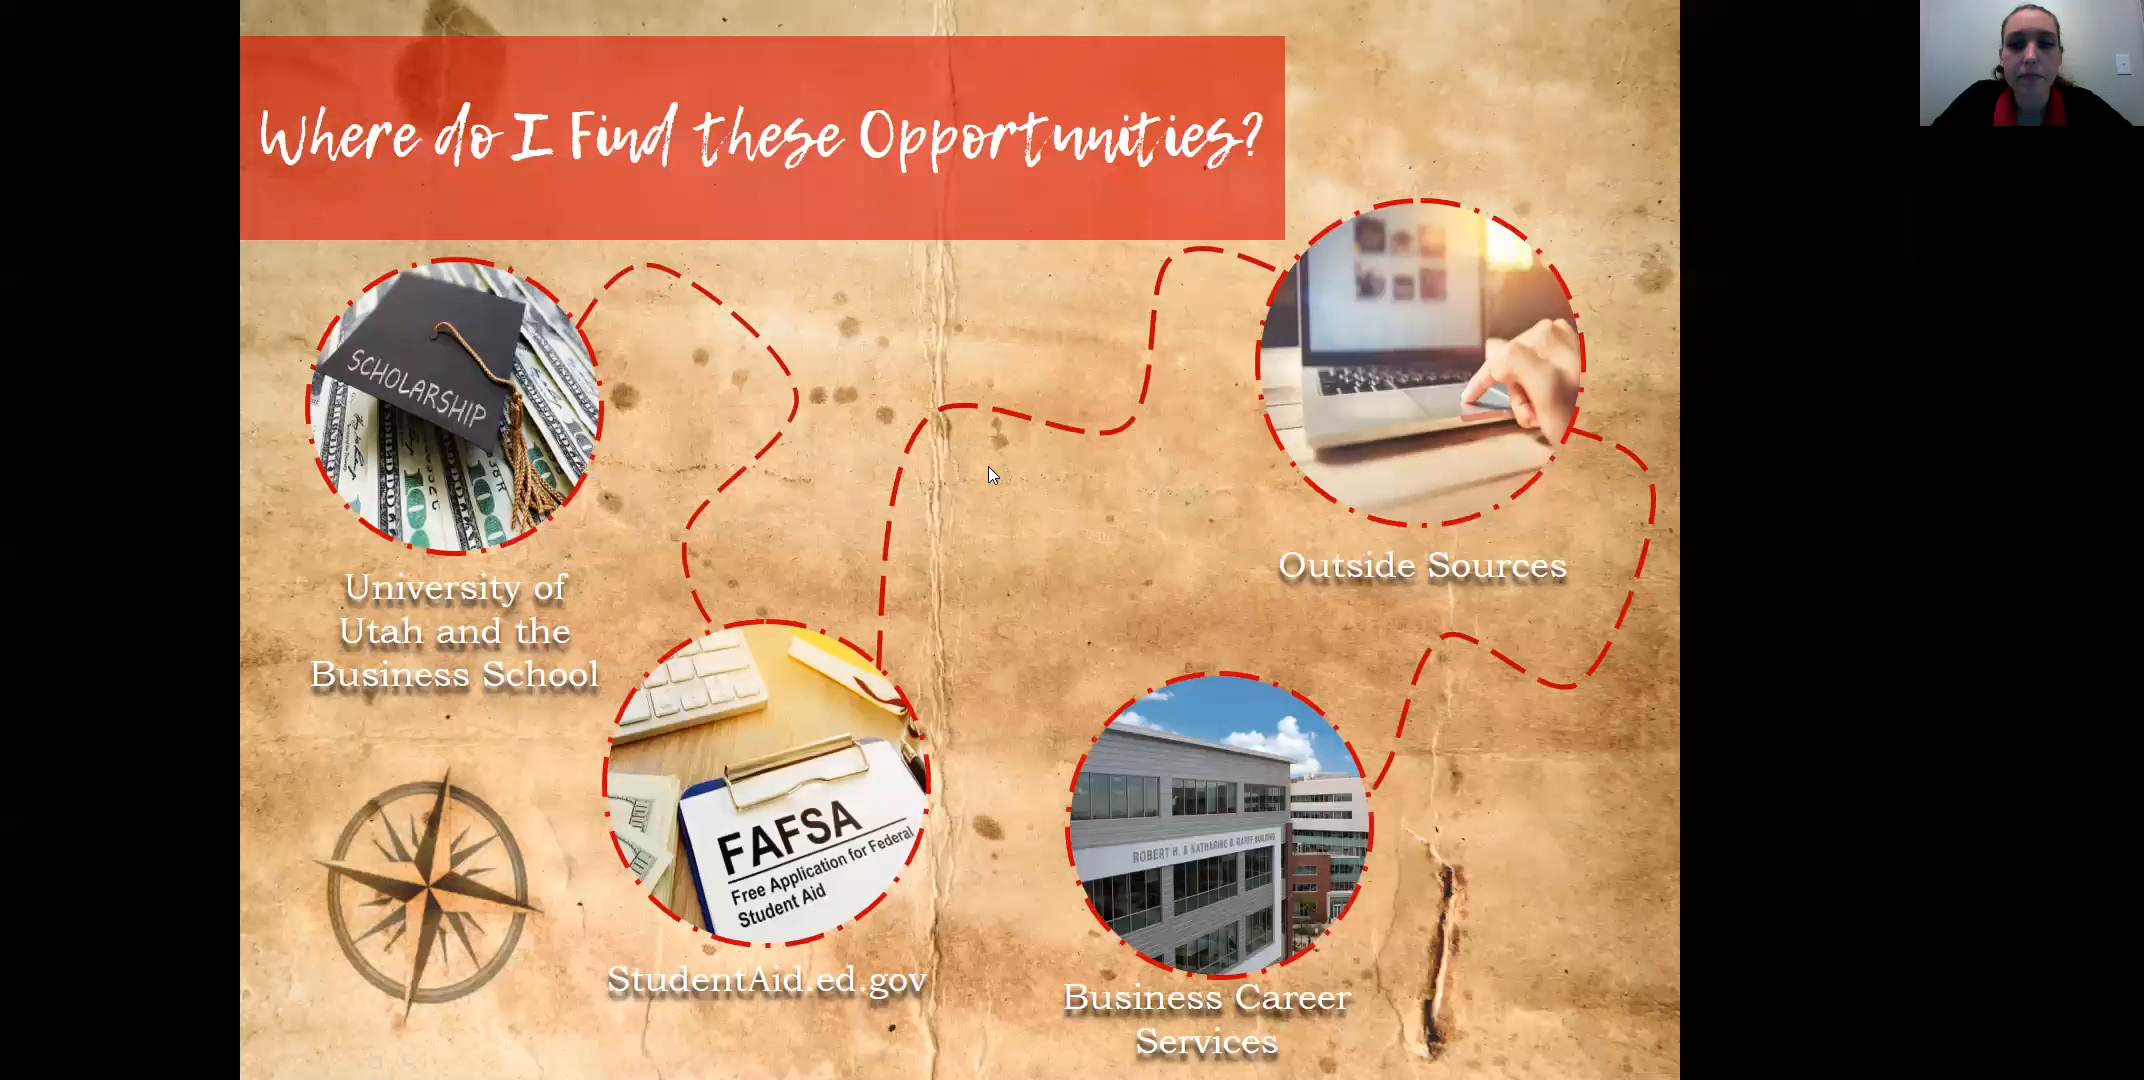 Where do I Find these Opportunities?
SCHOLARSHIP
University of
Utah and the
Business School
Outside Sources
FAFSA
Free Application for Federal
Student Aid
StudentAid.ed.gov
ROBERT H. & KATHARINE B. GARFF BUILDING
Business Career
Services